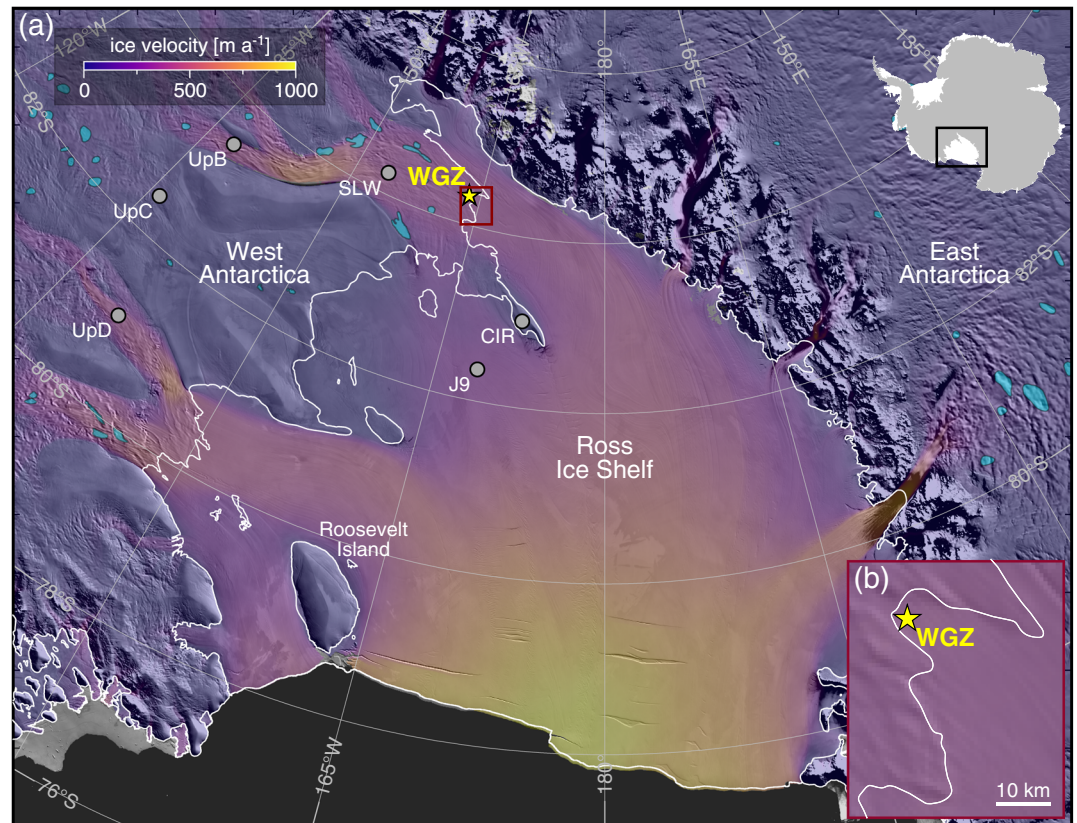 (a)
ice velocity [m a⁻¹]
0
500
1000
120°W
135°W
150°W
180°
165°E
150°E
135°E
82°S
UpB
SLW
WGZ
UpC
West
Antarctica
East
Antarctica
82°S
UpD
CIR
J9
80°S
Ross
Ice Shelf
80°S
Roosevelt
Island
78°S
(b)
WGZ
10 km
165°W
180°
76°S